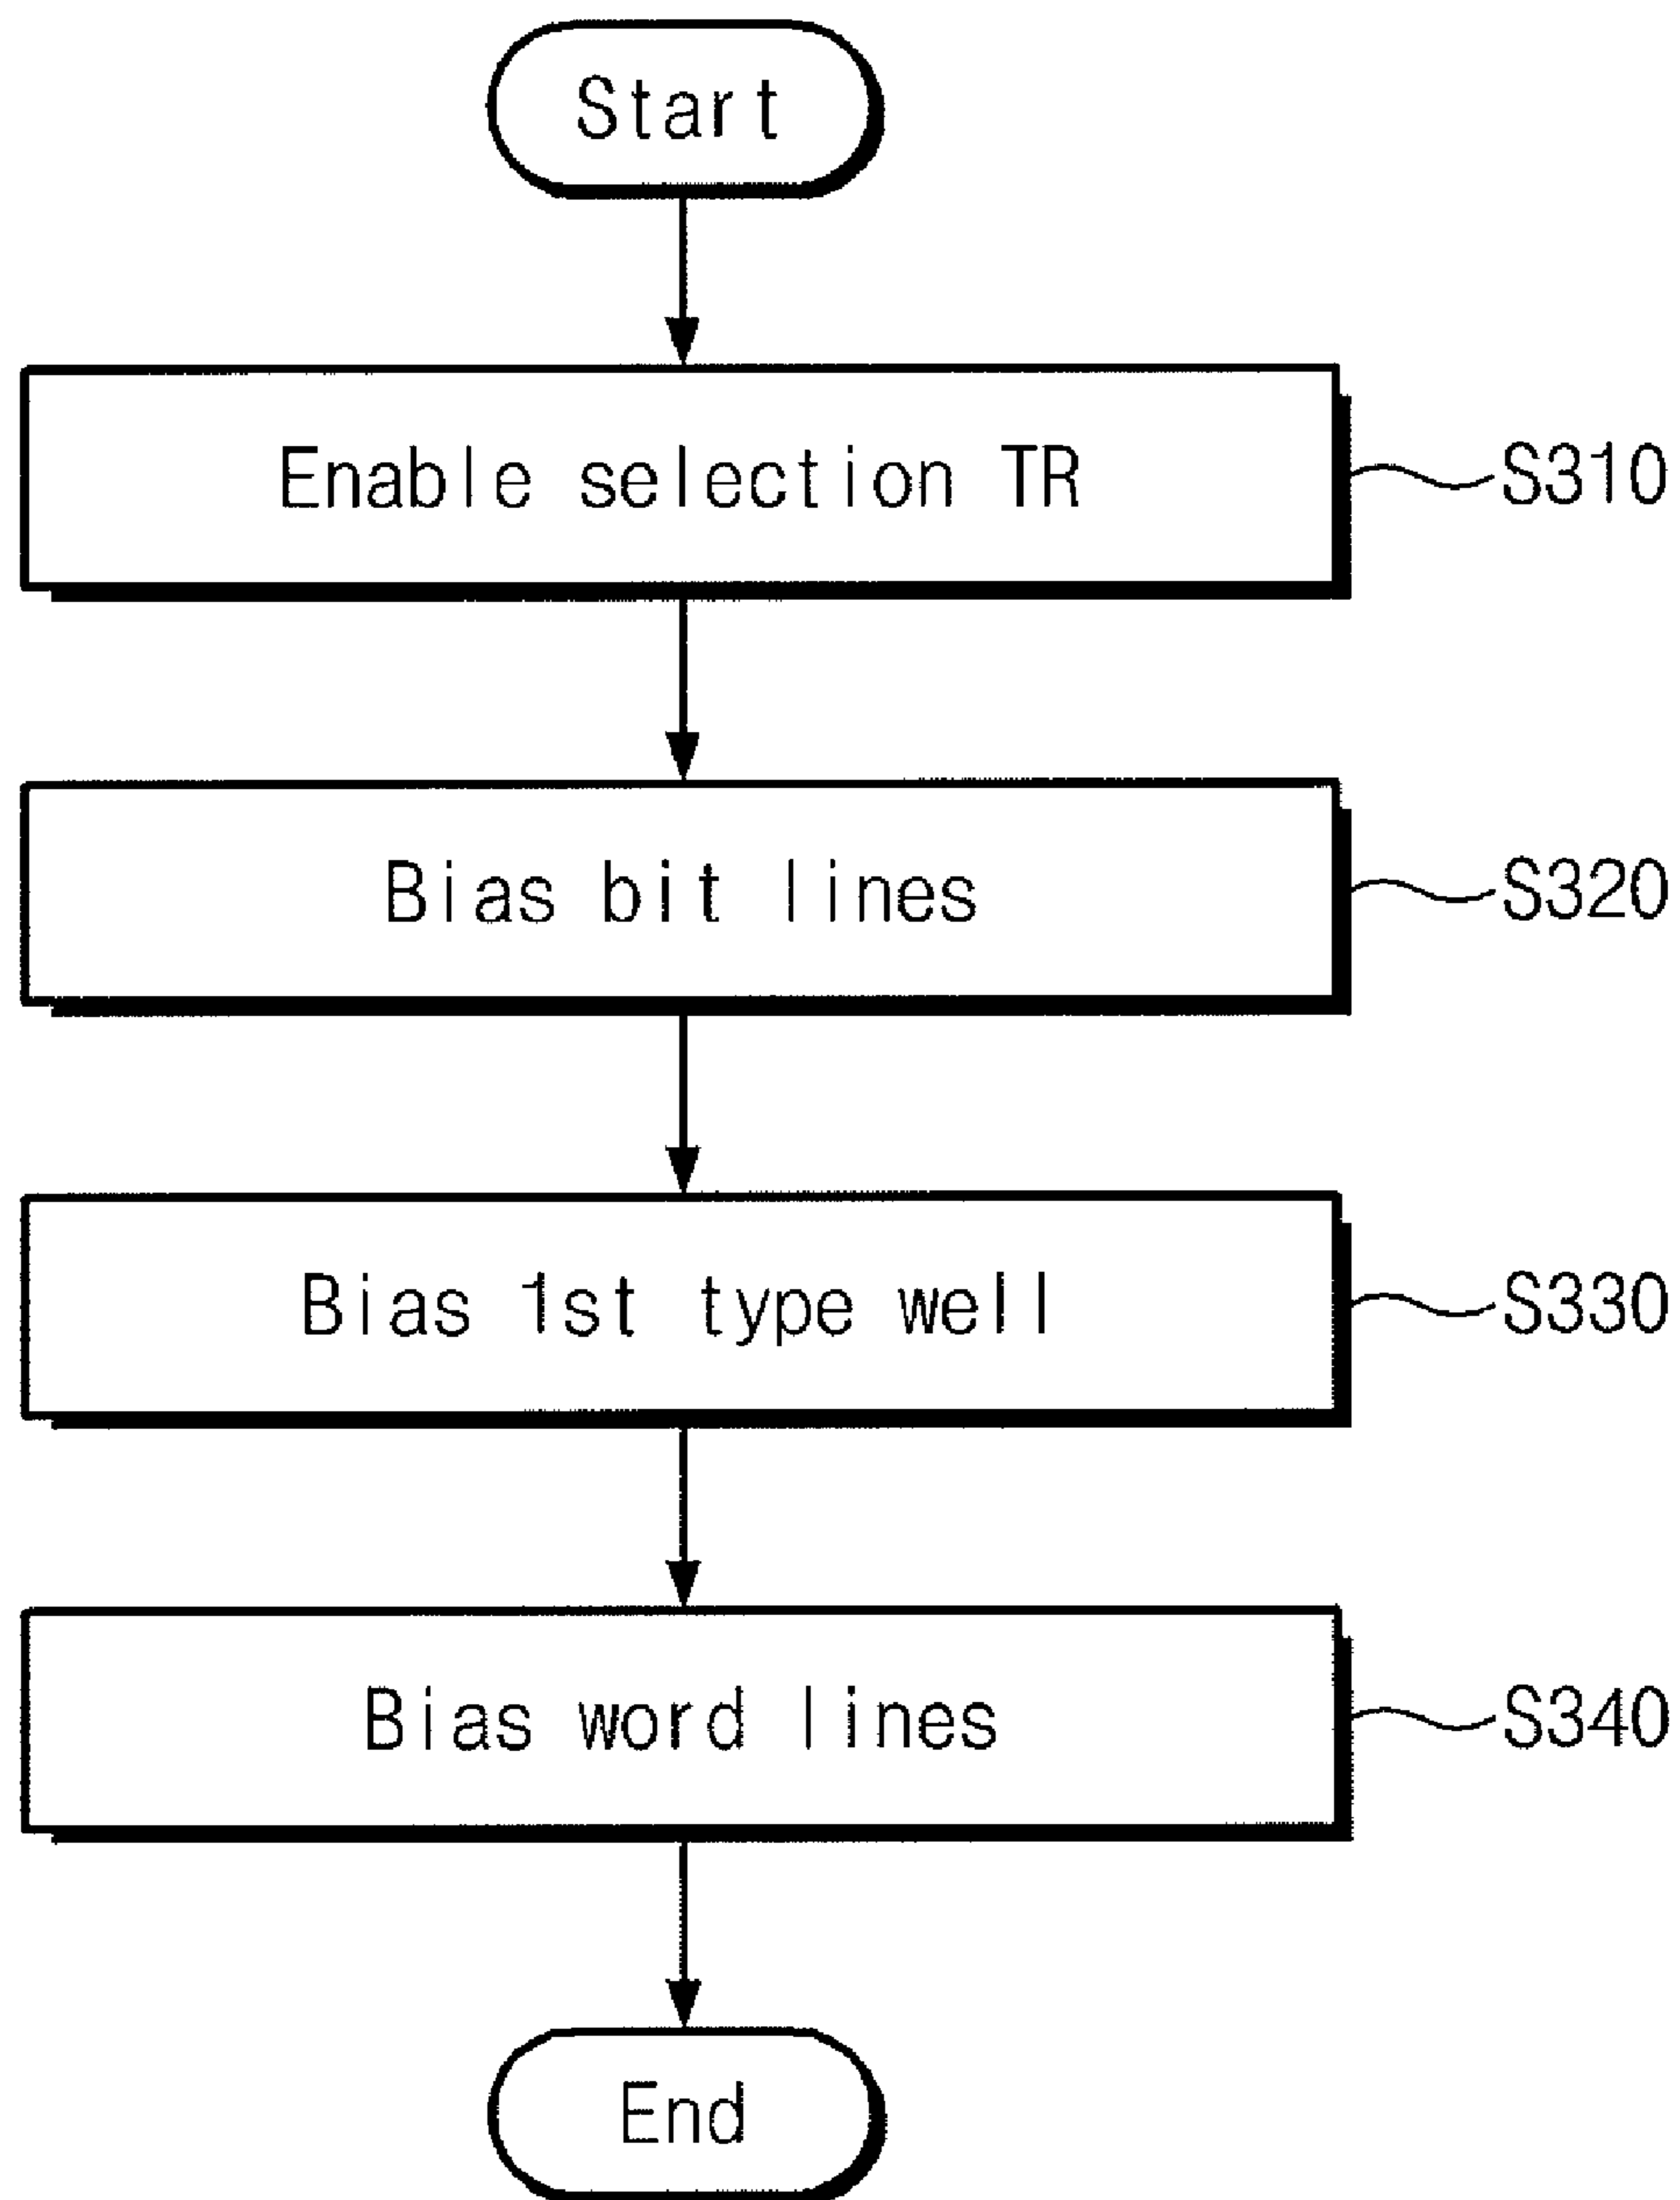 Start
Enable selection TR
S310
Bias bit lines
S320
Bias 1st type well
S330
Bias word lines
S340
End